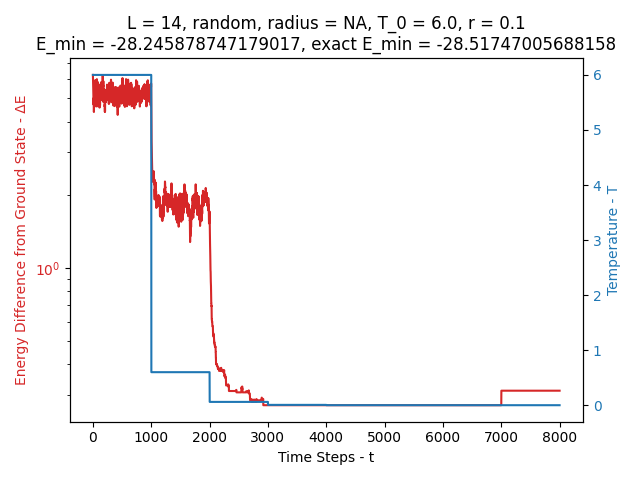 L = 14, random, radius = NA, T_0 = 6.0, r = 0.1
E_min = -28.245878747179017, exact E_min = -28.51747005688158
Energy Difference from Ground State - ΔE
10⁰
6
5
4
3
2
1
0
Temperature - T
0 1000 2000 3000 4000 5000 6000 7000 8000
Time Steps - t